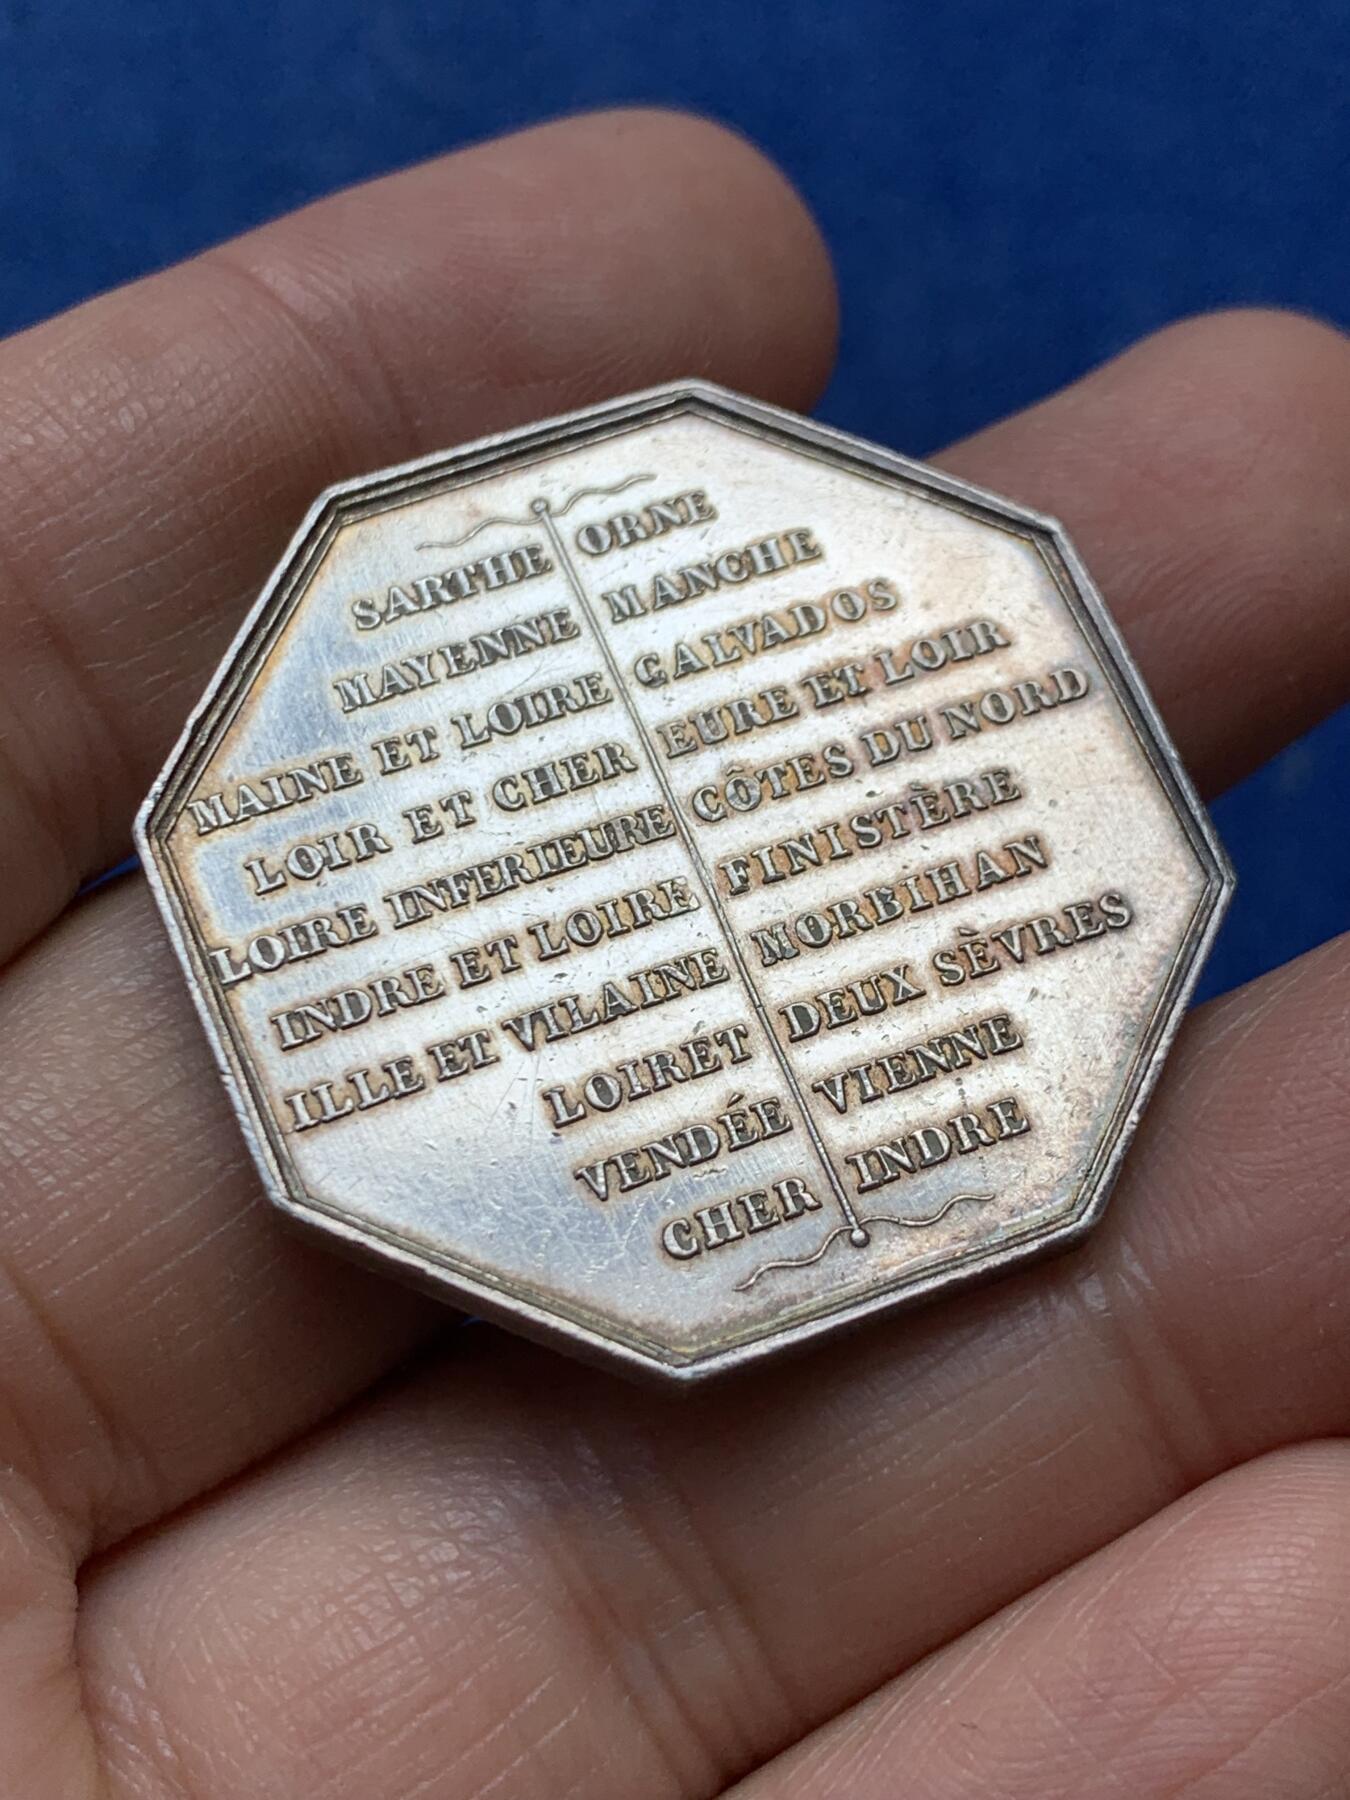 SARTHE
MAYENNE
MAINE ET LOIRE
LOIR ET CHER
LOIRE INFERIEURE
INDRE ET LOIRE
ILLE ET VILAINE
LOIRET
VENDÉE
CHER
ORNE
MANCHE
CALVADOS
EURE ET LOIR
CÔTES DU NORD
FINISTÈRE
MORBIHAN
DEUX SÈVRES
VIENNE
INDRE